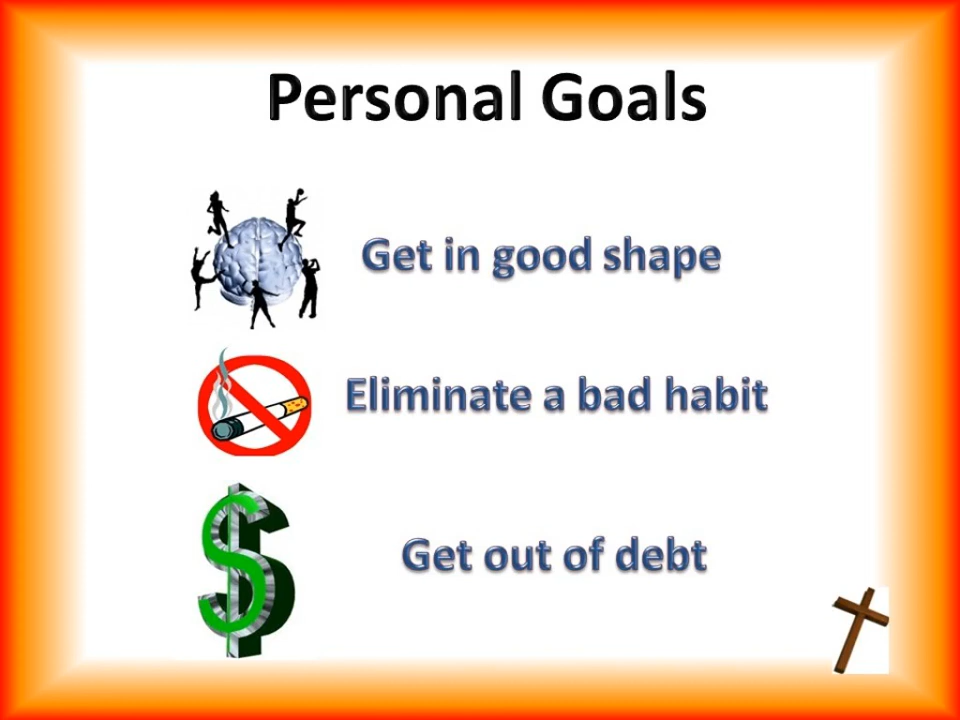 Personal Goals
Get in good shape
Eliminate a bad habit
Get out of debt